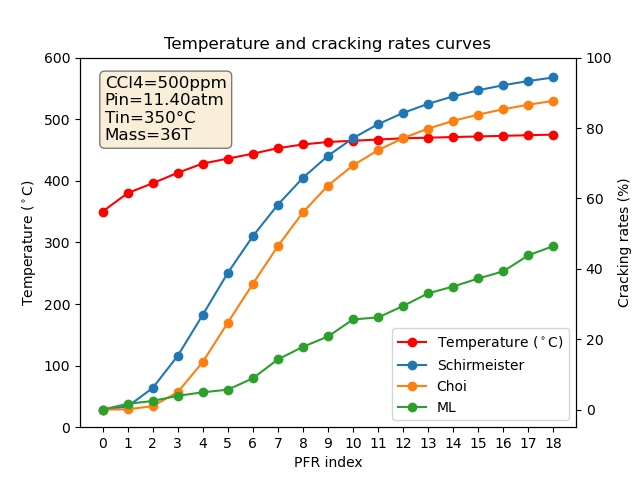 Temperature and cracking rates curves
CCl4=500ppm
Pin=11.40atm
Tin=350°C
Mass=36T
Temperature (°C)
600
500
400
300
200
100
0
Cracking rates (%)
100
80
60
40
20
0
Temperature (°C)
Schirmeister
Choi
ML
0 1 2 3 4 5 6 7 8 9 10 11 12 13 14 15 16 17 18
PFR index